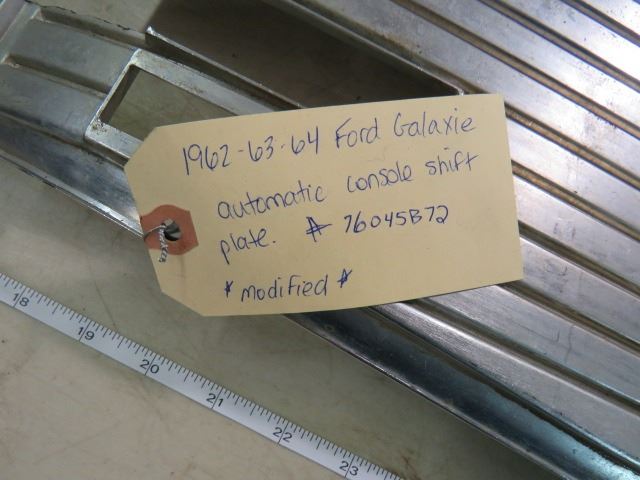 1962-63-64 Ford Galaxie
automatic console shift
plate. # 76045B72
* modified *
18 19 20 21 22 23